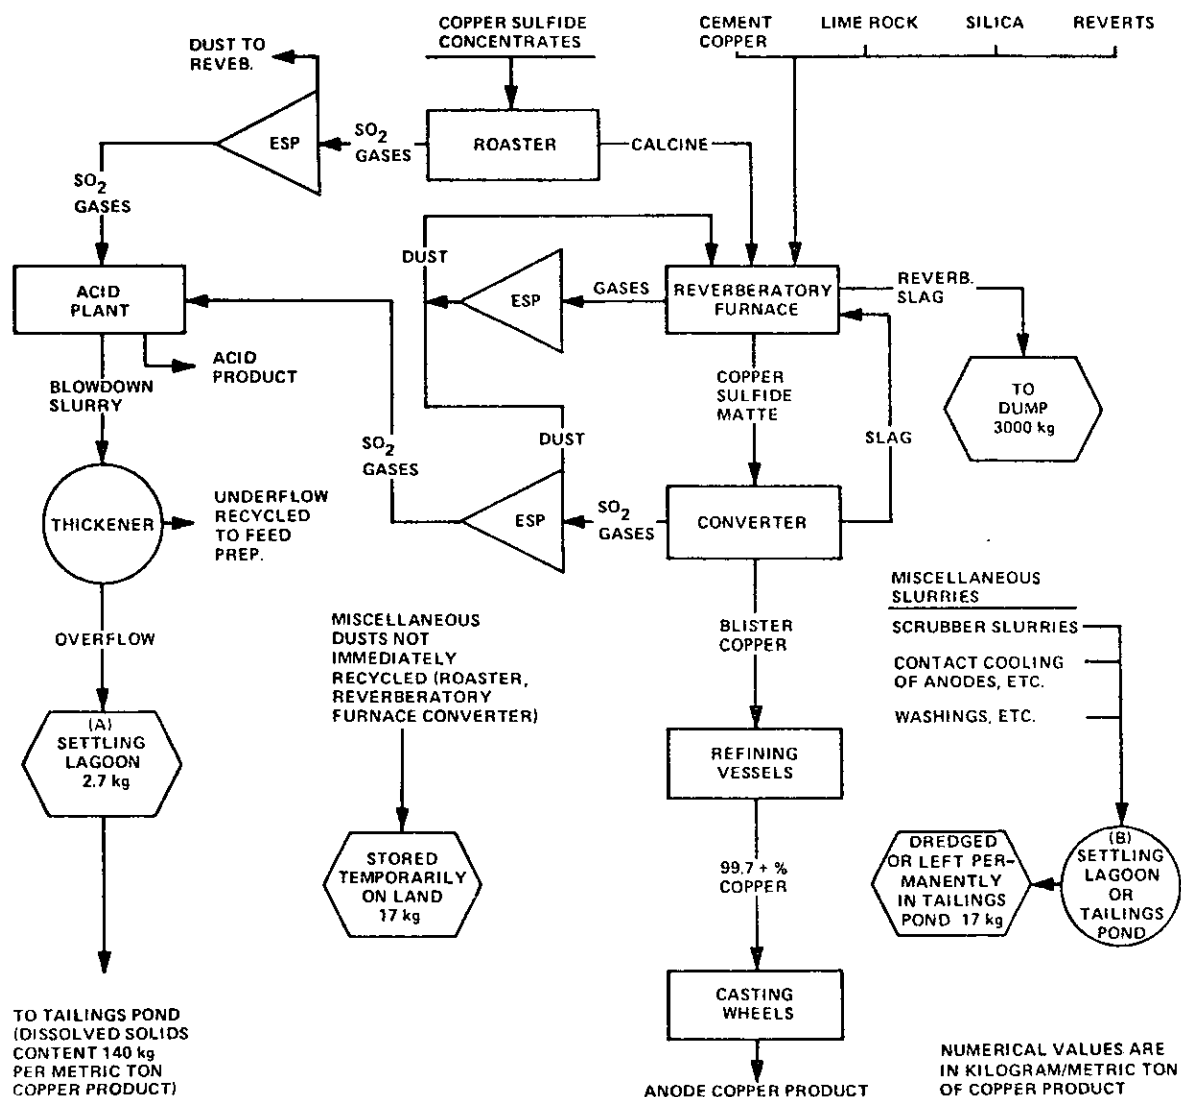 COPPER SULFIDE
CONCENTRATES
CEMENT
COPPER
LIME ROCK
SILICA
REVERTS
DUST TO
REVEB.
ESP
SO2
GASES
ROASTER
CALCINE
SO2
GASES
DUST
ACID
PLANT
ESP
GASES
REVERBERATORY
FURNACE
REVERB.
SLAG
ACID
PRODUCT
BLOWDOWN
SLURRY
COPPER
SULFIDE
MATTE
TO
DUMP
3000 kg
SLAG
DUST
SO2
GASES
THICKENER
UNDERFLOW
RECYCLED
TO FEED
PREP.
ESP
SO2
GASES
CONVERTER
MISCELLANEOUS
SLURRIES
SCRUBBER SLURRIES
CONTACT COOLING
OF ANODES, ETC.
WASHINGS, ETC.
OVERFLOW
MISCELLANEOUS
DUSTS NOT
IMMEDIATELY
RECYCLED (ROASTER,
REVERBERATORY
FURNACE CONVERTER)
BLISTER
COPPER
(A)
SETTLING
LAGOON
2.7 kg
REFINING
VESSELS
STORED
TEMPORARILY
ON LAND
17 kg
99.7 + %
COPPER
DREDGED
OR LEFT PER-
MANENTLY
IN TAILINGS
POND 17 kg
(B)
SETTLING
LAGOON
OR
TAILINGS
POND
CASTING
WHEELS
TO TAILINGS POND
(DISSOLVED SOLIDS
CONTENT 140 kg
PER METRIC TON
COPPER PRODUCT)
ANODE COPPER PRODUCT
NUMERICAL VALUES ARE
IN KILOGRAM/METRIC TON
OF COPPER PRODUCT